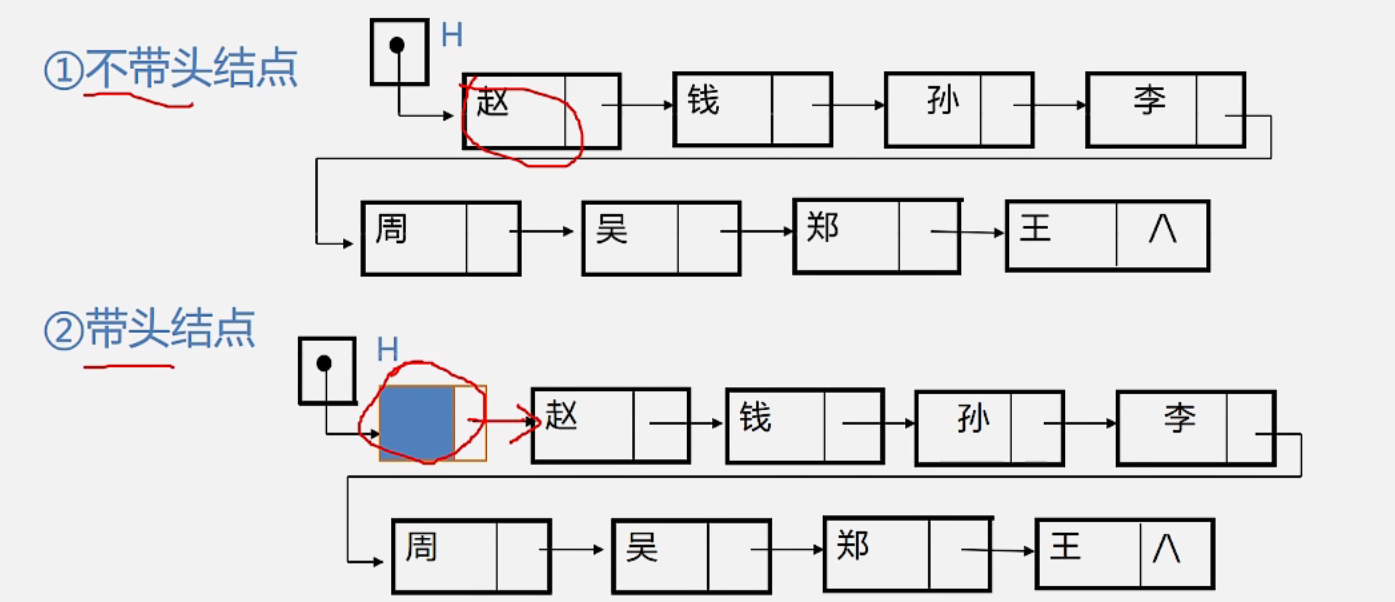 H
①不带头结点
赵 钱 孙 李
周 吴 郑 王 ∧
②带头结点
H
赵 钱 孙 李
周 吴 郑 王 ∧